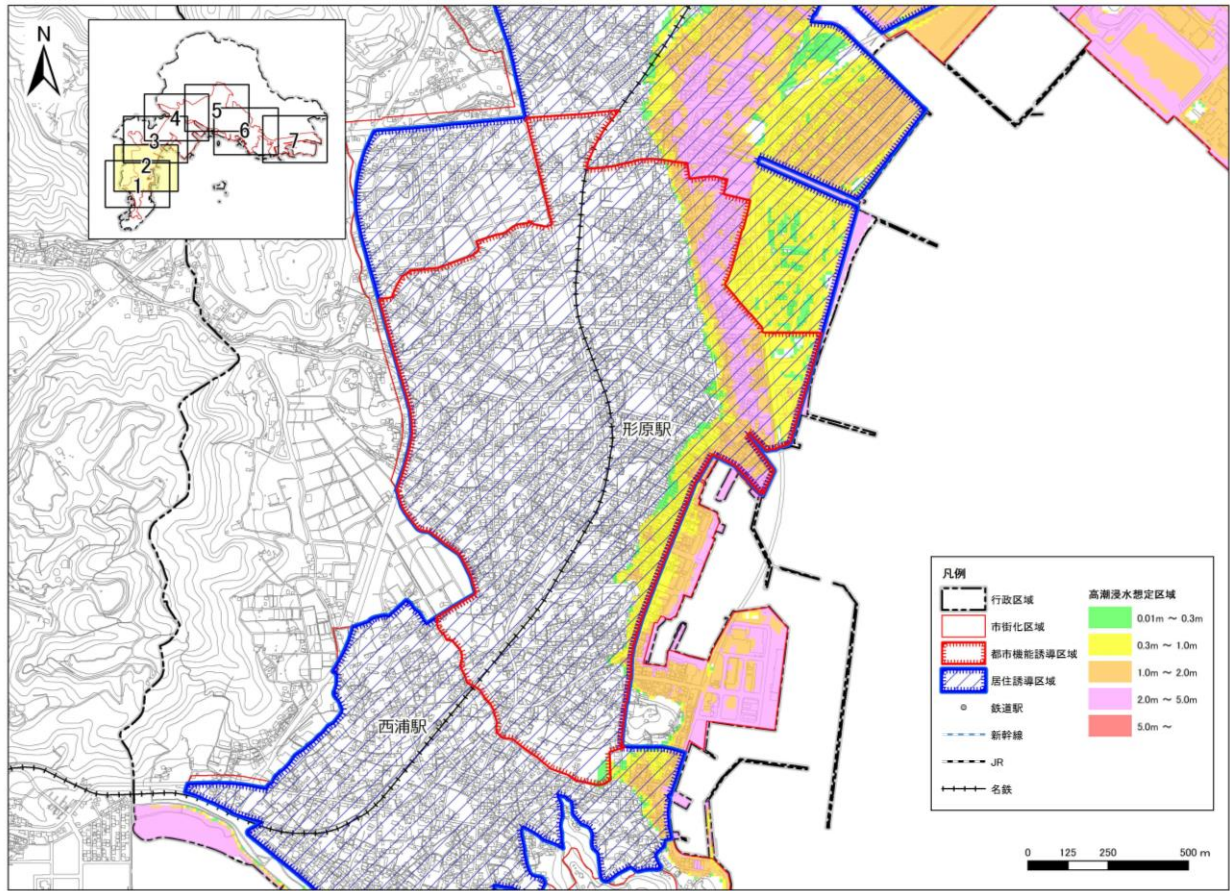 N
5
4
6
7
3
2
1
形原駅
西浦駅
凡例
行政区域
市街化区域
都市機能誘導区域
居住誘導区域
鉄道駅
新幹線
JR
名鉄
高潮浸水想定区域
0.01m ～ 0.3m
0.3m ～ 1.0m
1.0m ～ 2.0m
2.0m ～ 5.0m
5.0m ～
0 125 250 500 m